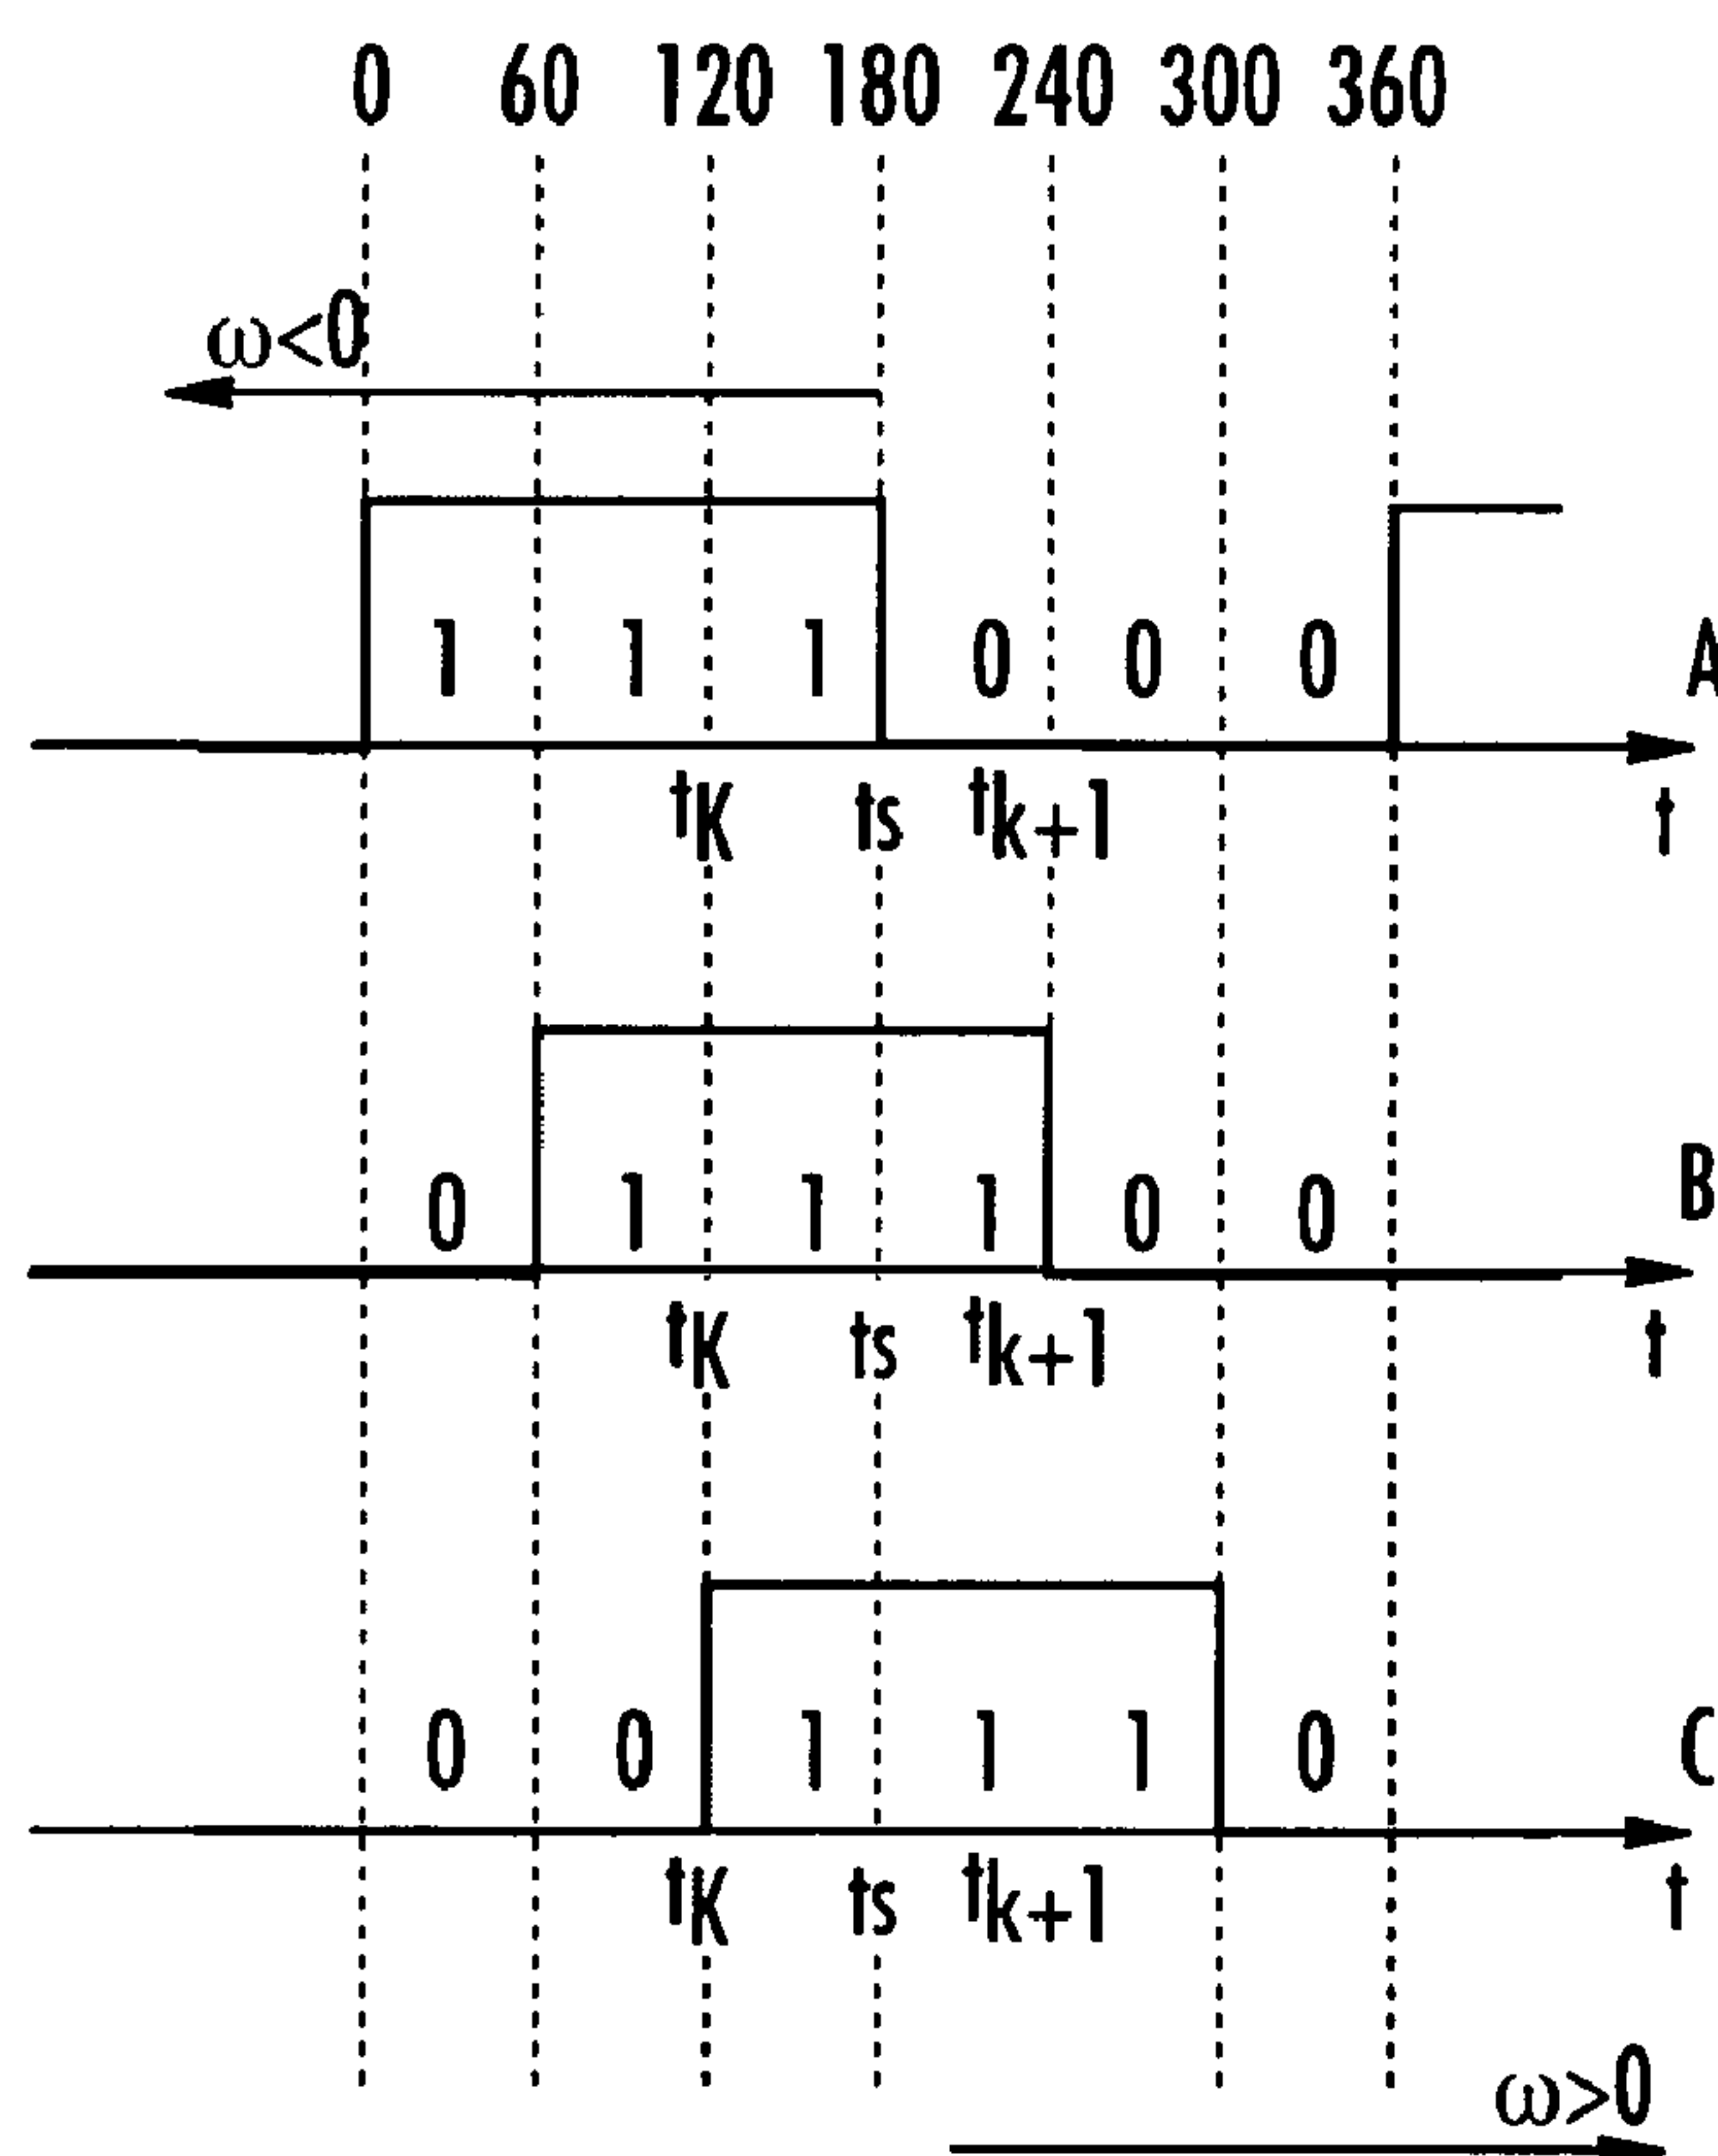 0 60 120 180 240 300 360
ω<0
1 1 1 0 0 0 A
tK ts tk+1 t
0 1 1 1 0 0 B
tK ts tk+1 t
0 0 1 1 1 0 C
tK ts tk+1 t
ω>0